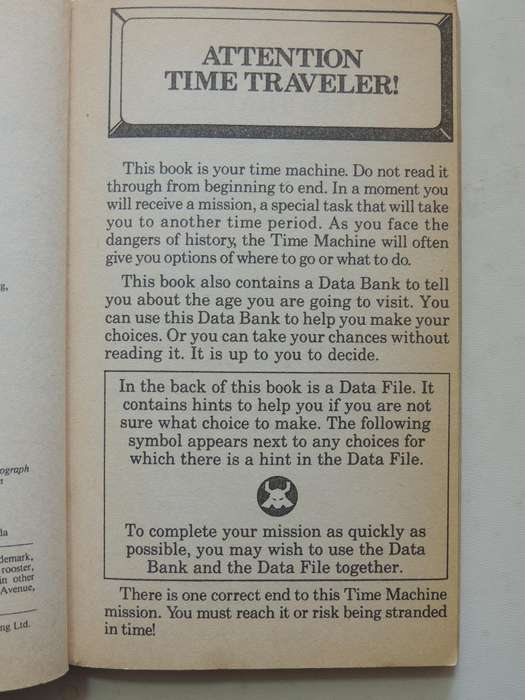 g,
ograph
t
da
demark,
rooster,
in other
Avenue,
ng Ltd.
ATTENTION
TIME TRAVELER!
This book is your time machine. Do not read it
through from beginning to end. In a moment you
will receive a mission, a special task that will take
you to another time period. As you face the
dangers of history, the Time Machine will often
give you options of where to go or what to do.
This book also contains a Data Bank to tell
you about the age you are going to visit. You
can use this Data Bank to help you make your
choices. Or you can take your chances without
reading it. It is up to you to decide.
In the back of this book is a Data File. It
contains hints to help you if you are not
sure what choice to make. The following
symbol appears next to any choices for
which there is a hint in the Data File.
To complete your mission as quickly as
possible, you may wish to use the Data
Bank and the Data File together.
There is one correct end to this Time Machine
mission. You must reach it or risk being stranded
in time!